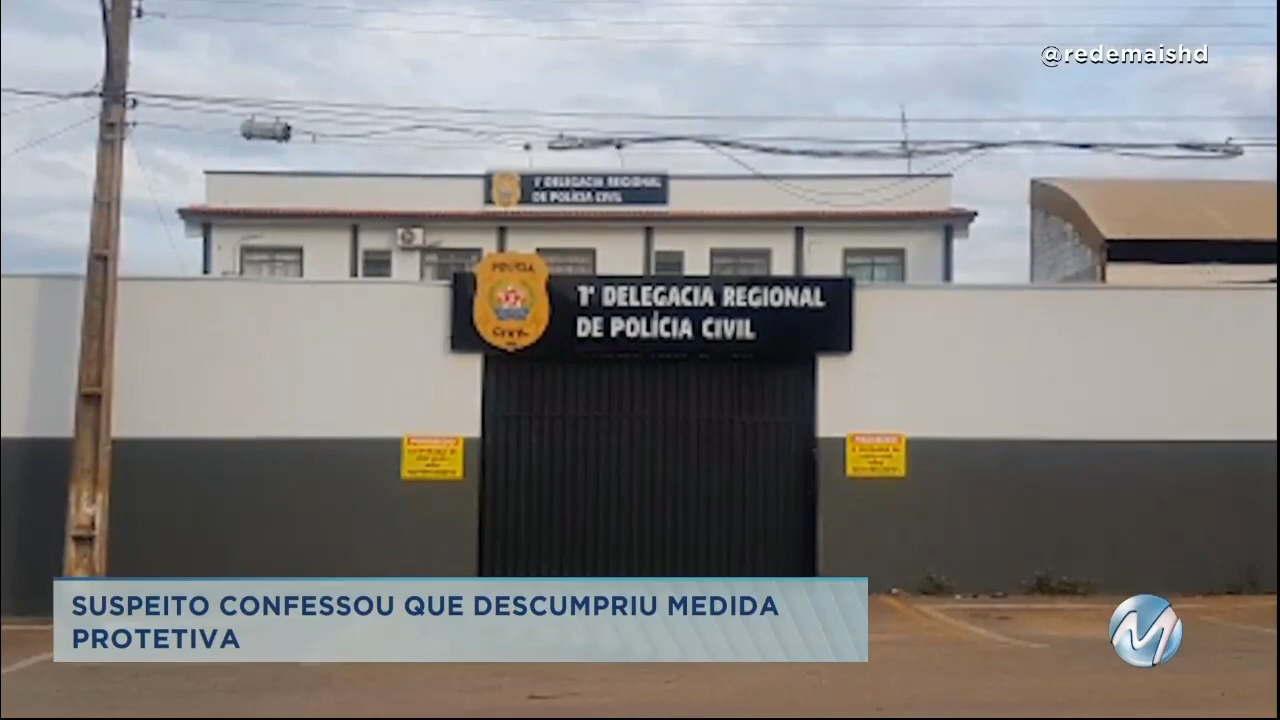 @redemaishd
1ª DELEGACIA REGIONAL
DE POLÍCIA CIVIL
POLÍCIA
CIVIL
1ª DELEGACIA REGIONAL
DE POLÍCIA CIVIL
SUSPEITO CONFESSOU QUE DESCUMPRIU MEDIDA
PROTETIVA
M